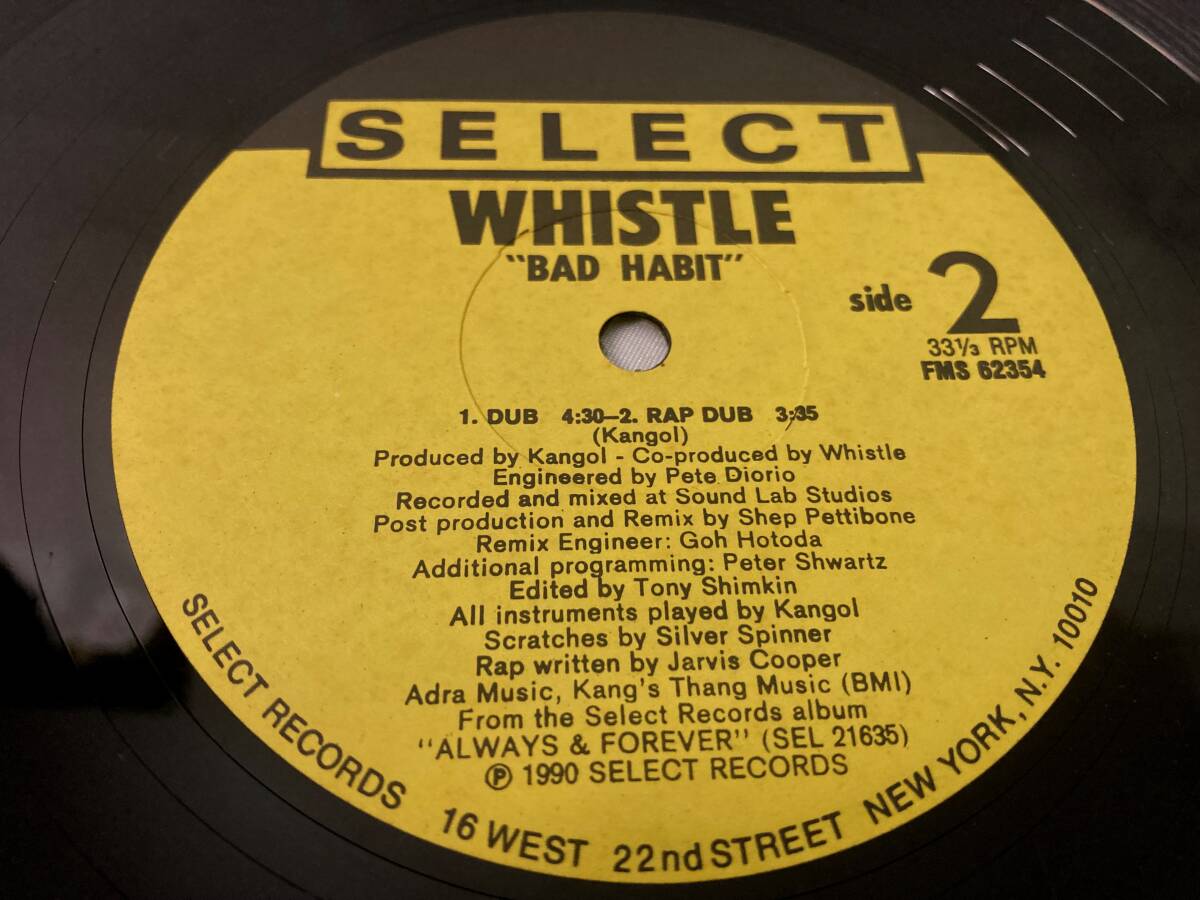 SELECT
WHISTLE
"BAD HABIT"
side 2
33 1/3 RPM
FMS 62354
1. DUB 4:30–2. RAP DUB 3:35
(Kangol)
Produced by Kangol - Co-produced by Whistle
Engineered by Pete Diorio
Recorded and mixed at Sound Lab Studios
Post production and Remix by Shep Pettibone
Remix Engineer: Goh Hotoda
Additional programming: Peter Shwartz
Edited by Tony Shimkin
All instruments played by Kangol
Scratches by Silver Spinner
Rap written by Jarvis Cooper
Adra Music, Kang's Thang Music (BMI)
From the Select Records album
"ALWAYS & FOREVER" (SEL 21635)
Ⓟ 1990 SELECT RECORDS
SELECT RECORDS 16 WEST 22nd STREET NEW YORK, N.Y. 10010